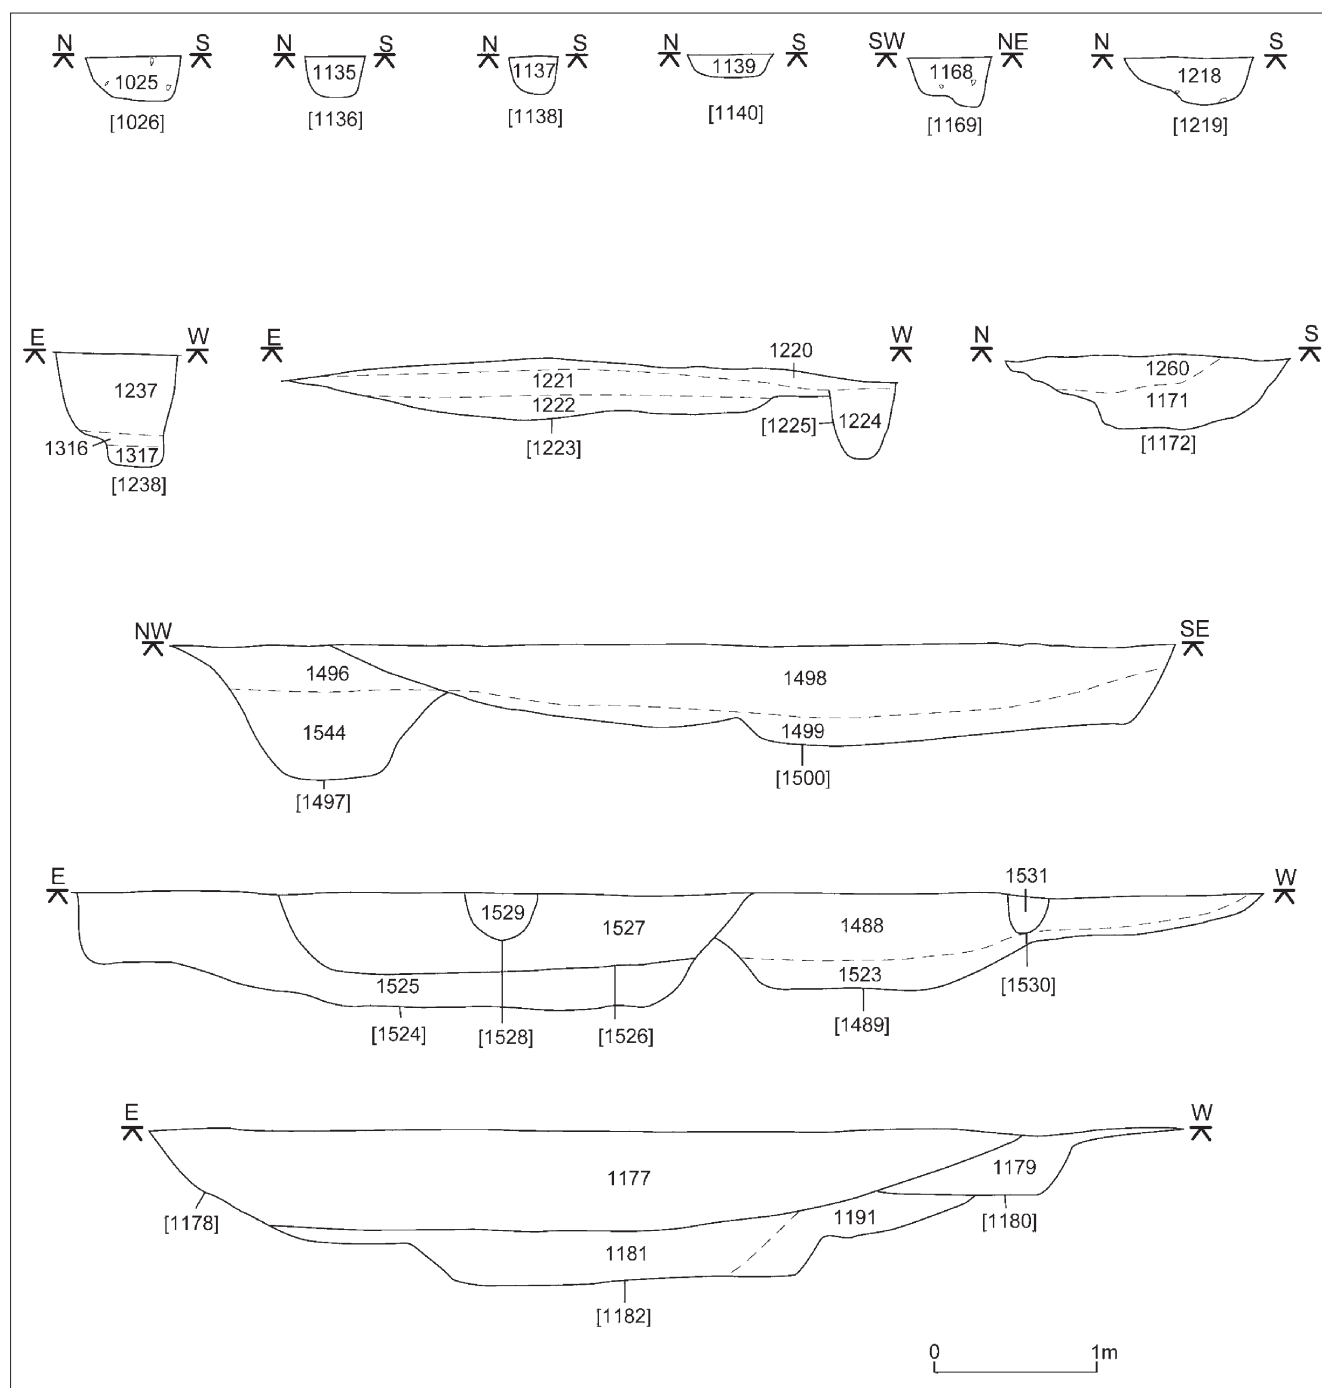 N S N S N S N S SW NE N S
1025 1135 1137 1139 1168 1218
[1026] [1136] [1138] [1140] [1169] [1219]
E W E W N S
1220
1237 1221 1260
1222 1224 1171
1316 1317 [1223] [1225] [1172]
[1238]
NW SE
1496 1498
1544 1499
[1497] [1500]
E 1531 W
1529 1527 1488
1525 1523
[1524] [1528] [1526] [1489] [1530]
E W
1177 1179
1191
[1178] 1181 [1180]
[1182]
0 1m